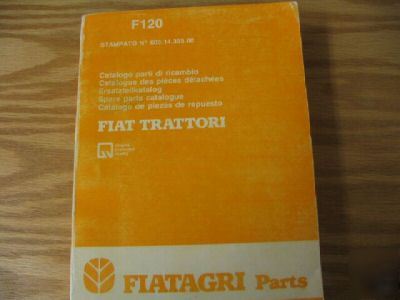 F120
STAMPATO N° 603.14.303.00
Catalogo parti di ricambio
Catalogue des pièces détachées
Ersatzteilkatalog
Spare parts catalogue
Catálogo de piezas de repuesto
FIAT TRATTORI
FIATAGRI Parts